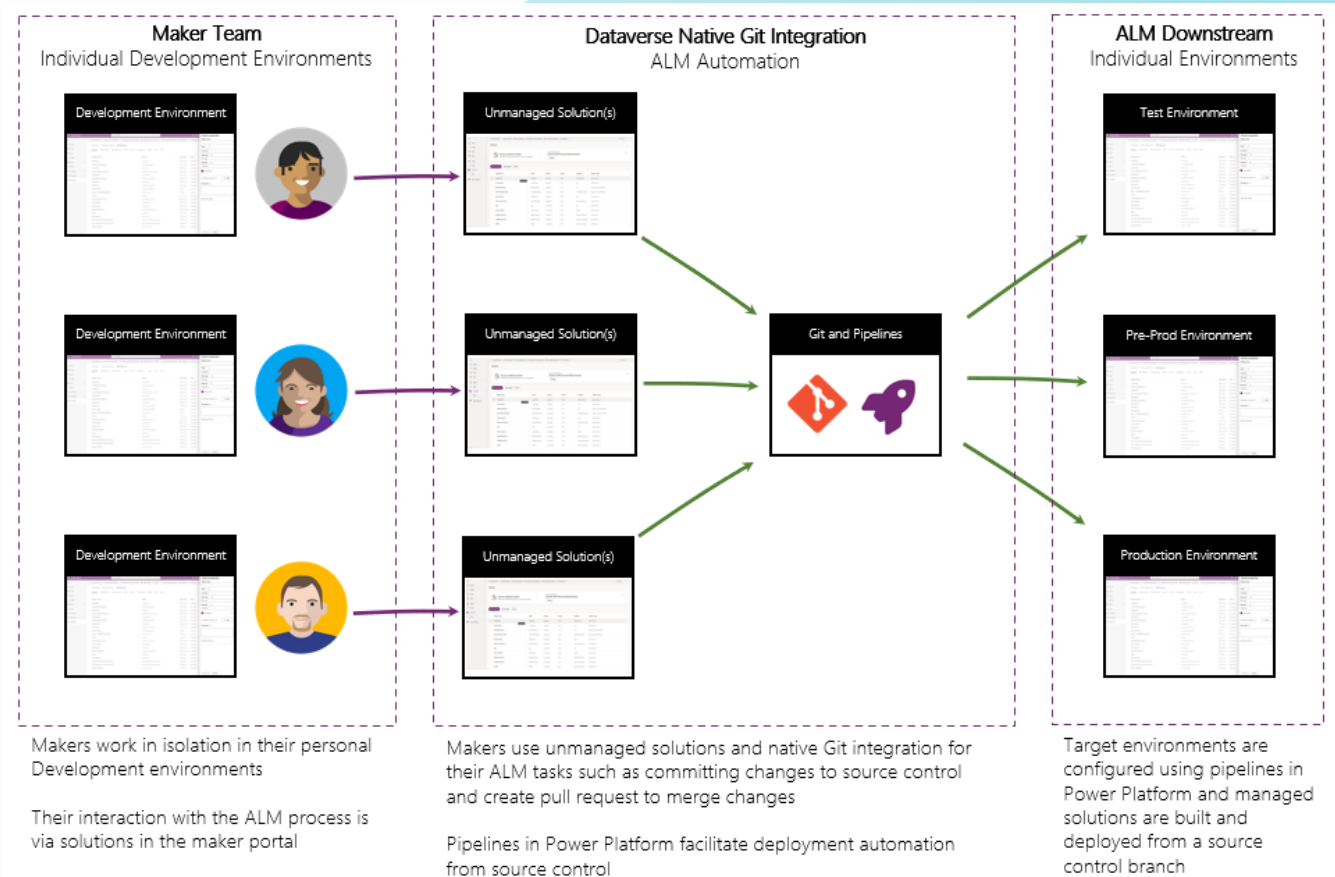 Maker Team
Individual Development Environments
Development Environment
Development Environment
Development Environment
Makers work in isolation in their personal
Development environments
Their interaction with the ALM process is
via solutions in the maker portal
Dataverse Native Git Integration
ALM Automation
Unmanaged Solution(s)
Unmanaged Solution(s)
Unmanaged Solution(s)
Git and Pipelines
Makers use unmanaged solutions and native Git integration for
their ALM tasks such as committing changes to source control
and create pull request to merge changes
Pipelines in Power Platform facilitate deployment automation
from source control
ALM Downstream
Individual Environments
Test Environment
Pre-Prod Environment
Production Environment
Target environments are
configured using pipelines in
Power Platform and managed
solutions are built and
deployed from a source
control branch